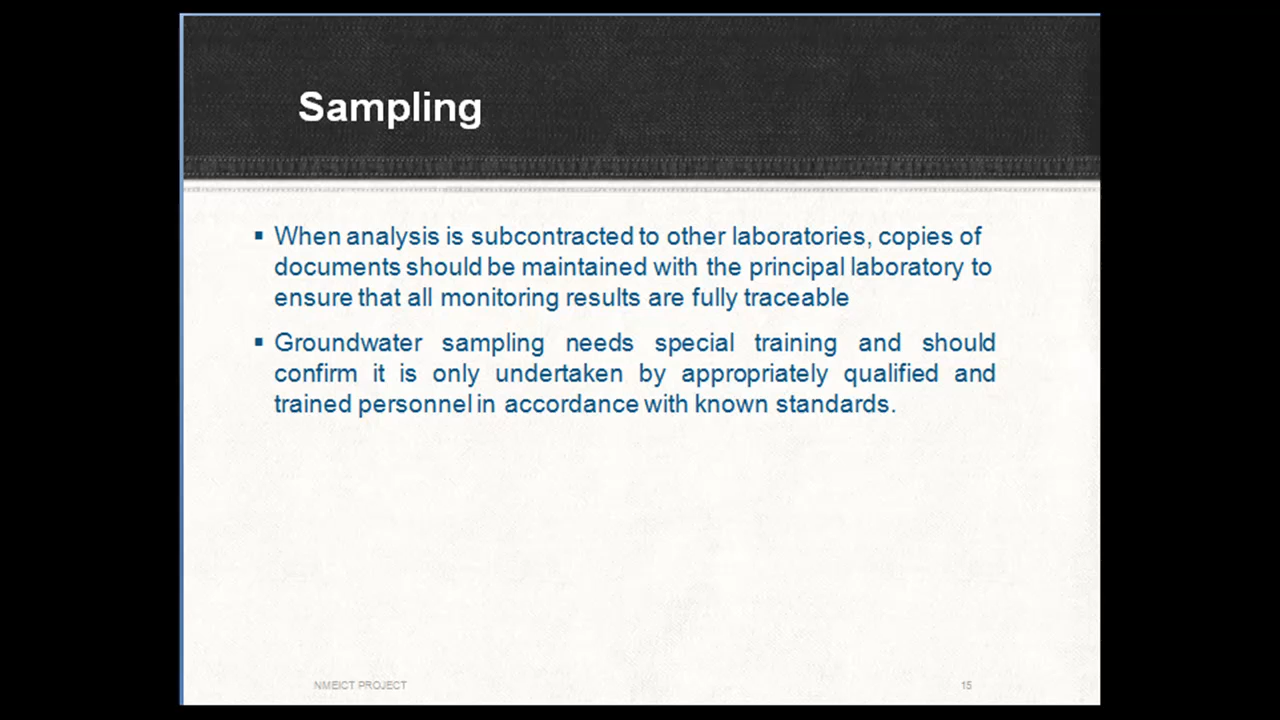 Sampling
▪ When analysis is subcontracted to other laboratories, copies of
documents should be maintained with the principal laboratory to
ensure that all monitoring results are fully traceable
▪ Groundwater sampling needs special training and should
confirm it is only undertaken by appropriately qualified and
trained personnel in accordance with known standards.
NMEICT PROJECT
15